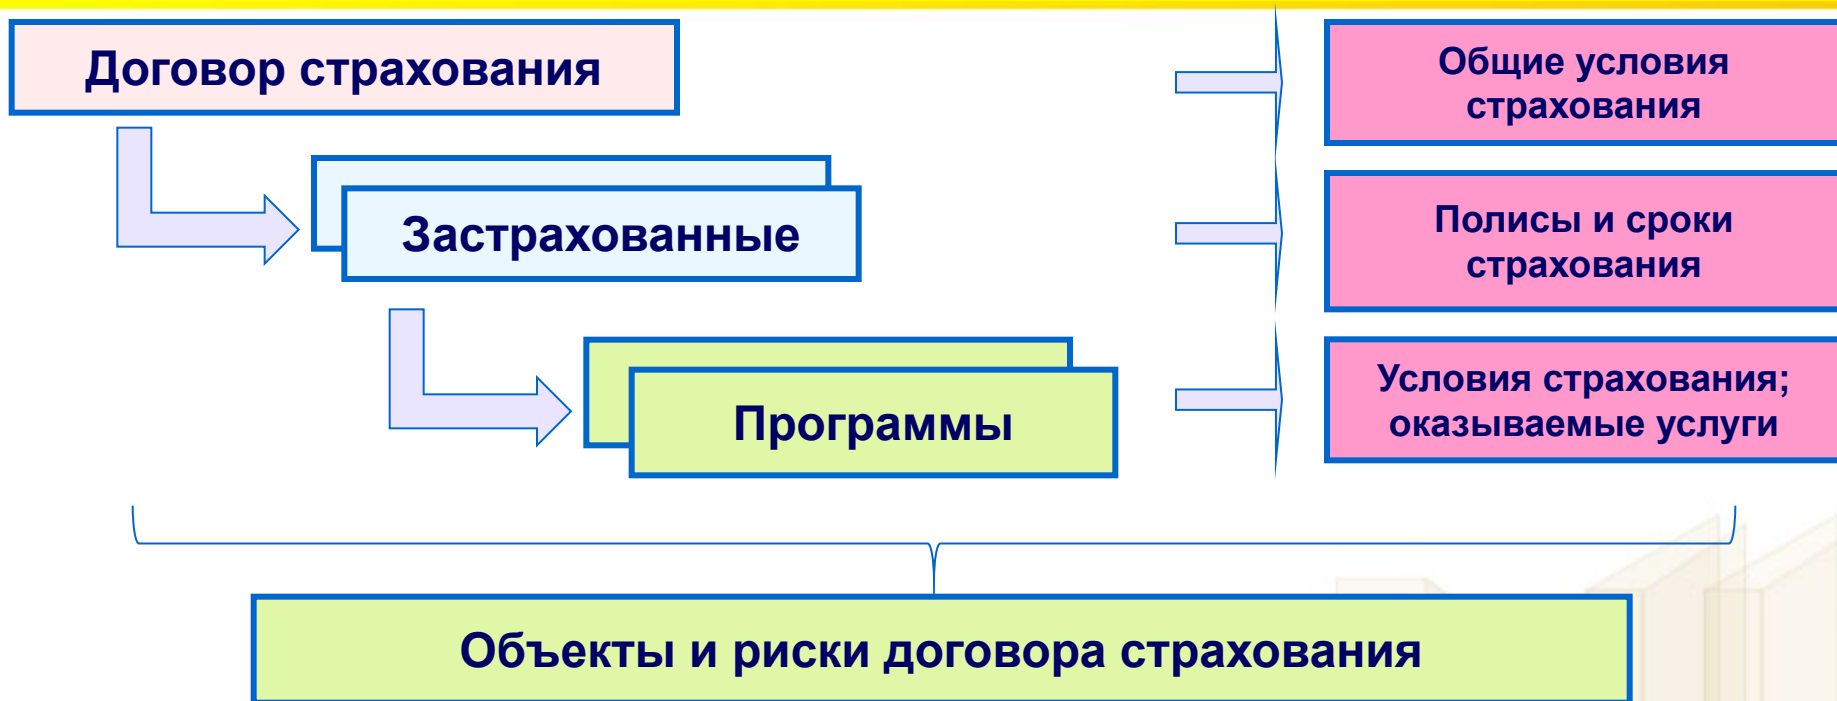 Договор страхования
Общие условия
страхования
Застрахованные
Полисы и сроки
страхования
Программы
Условия страхования;
оказываемые услуги
Объекты и риски договора страхования